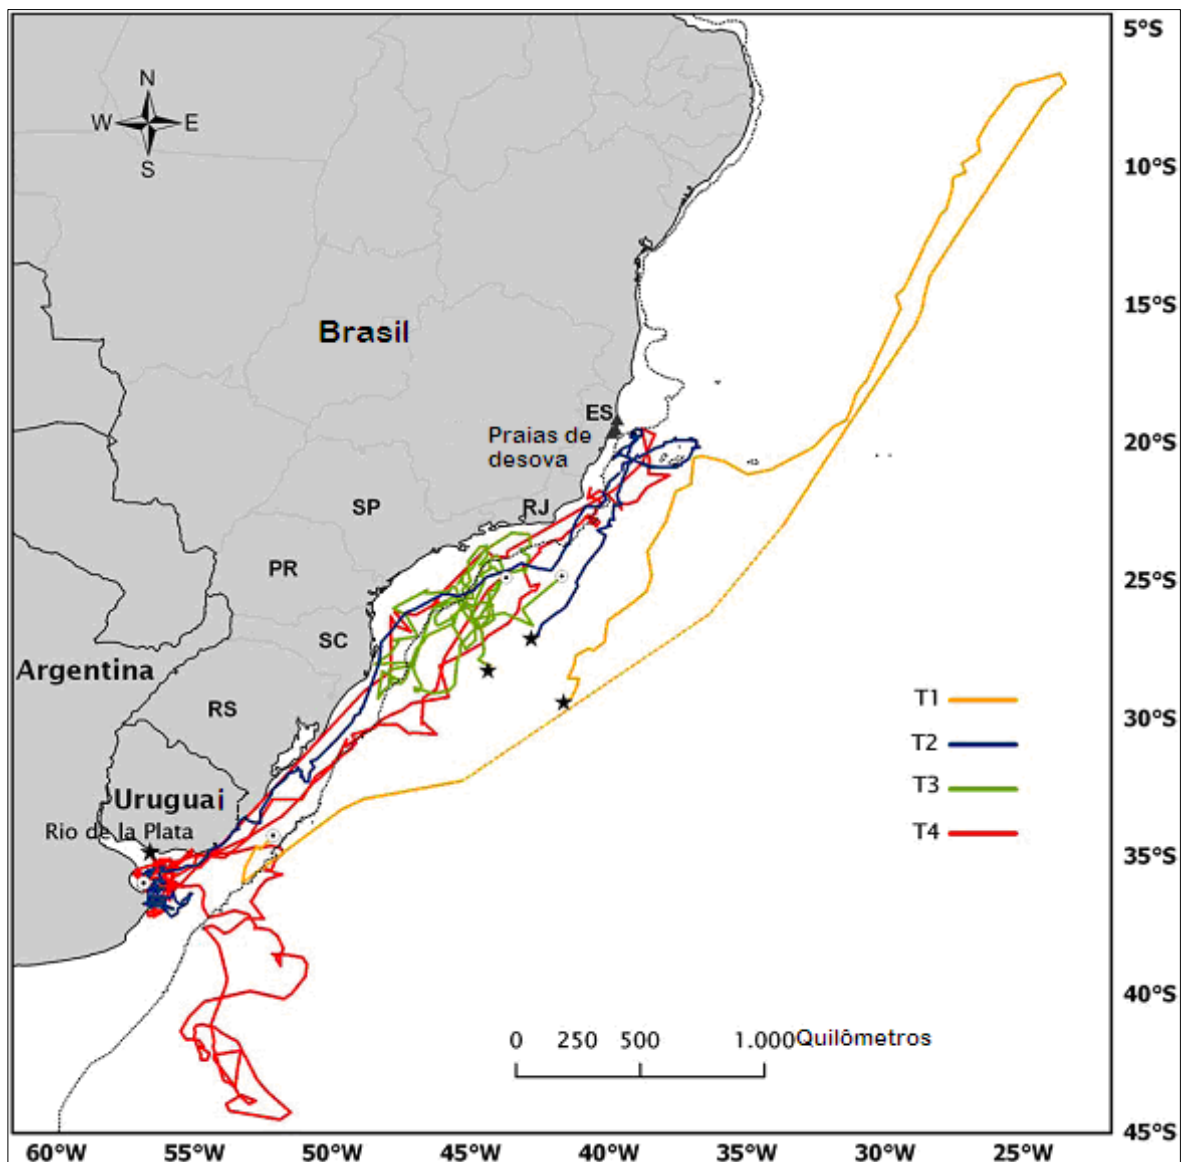 5°S
N
W E
S
10°S
15°S
Brasil
ES
Praias de
desova
20°S
SP
RJ
PR
25°S
SC
Argentina
RS
T1
30°S
T2
Uruguai
T3
Rio de la Plata
T4
35°S
40°S
0 250 500 1.000 Quilômetros
60°W 55°W 50°W 45°W 40°W 35°W 30°W 25°W 45°S